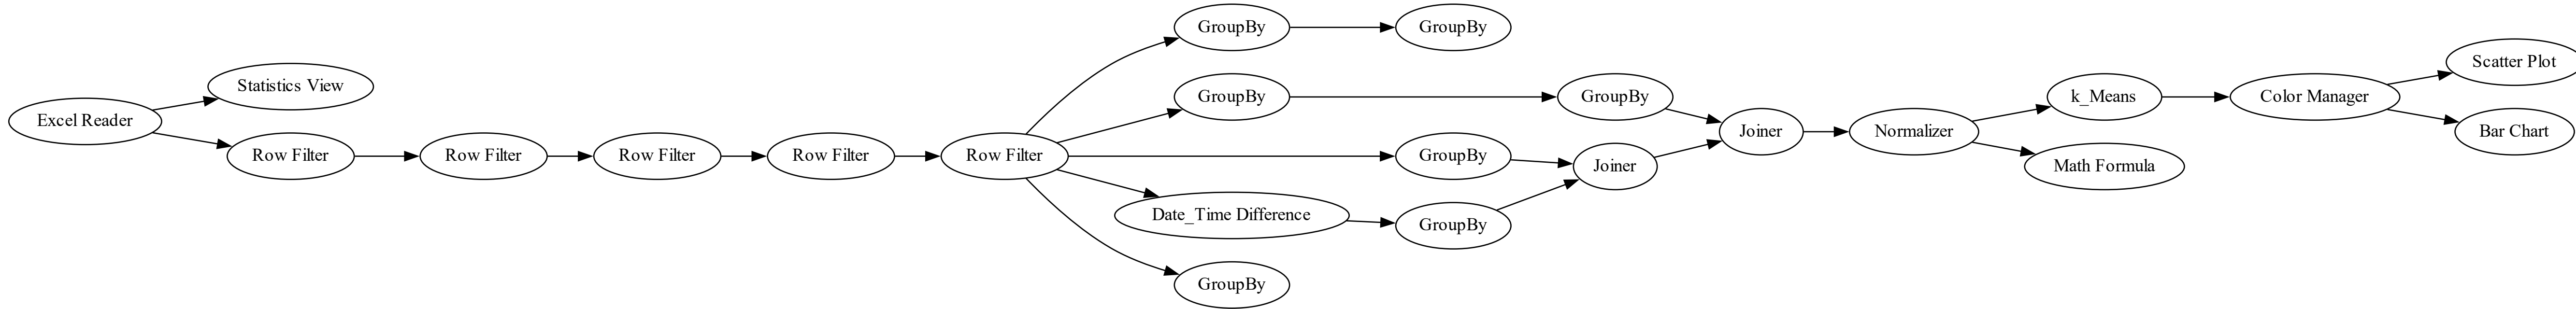 Excel Reader
Statistics View
Row Filter
Row Filter
Row Filter
Row Filter
Row Filter
GroupBy
GroupBy
GroupBy
GroupBy
GroupBy
Date_Time Difference
GroupBy
GroupBy
Joiner
Joiner
Normalizer
k_Means
Math Formula
Color Manager
Scatter Plot
Bar Chart